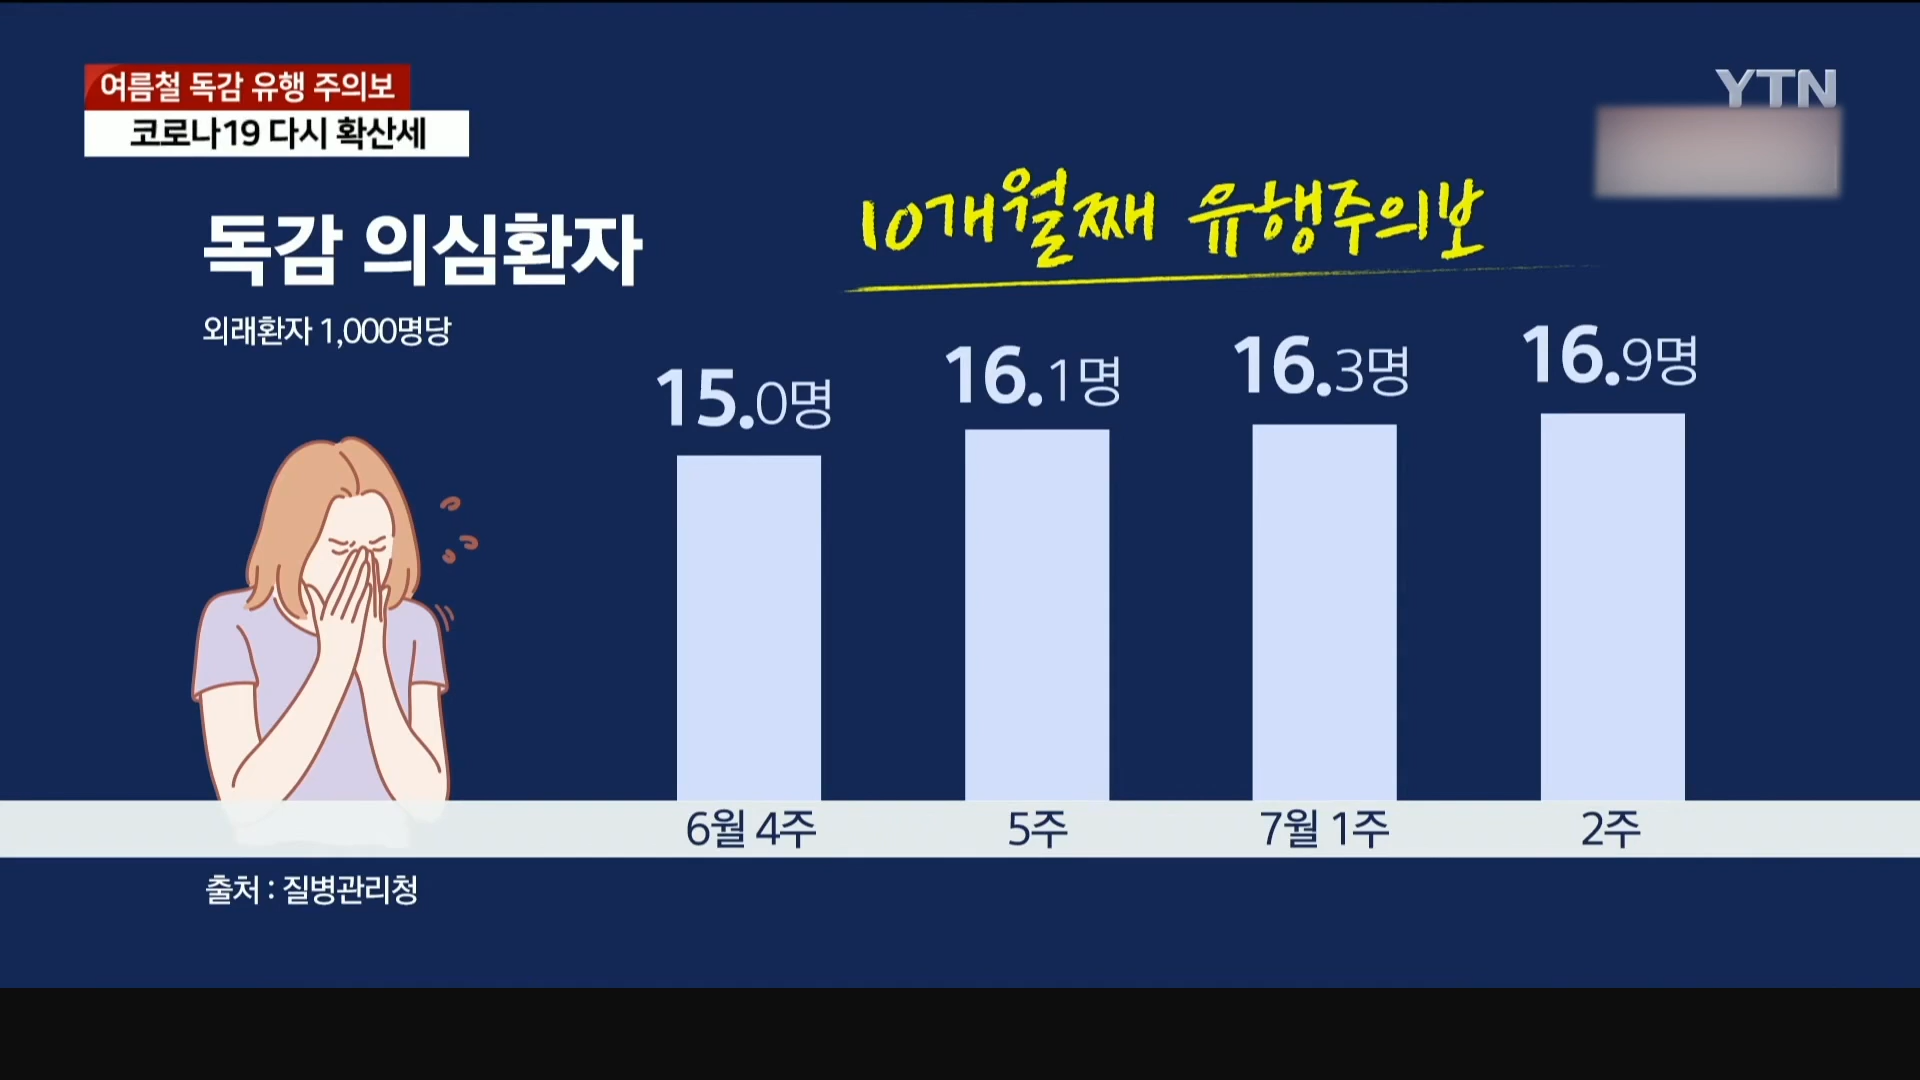 여름철 독감 유행 주의보
코로나19 다시 확산세
YTN
독감 의심환자
10개월째 유행주의보
외래환자 1,000명당
15.0명
16.1명
16.3명
16.9명
6월 4주
5주
7월 1주
2주
출처 : 질병관리청